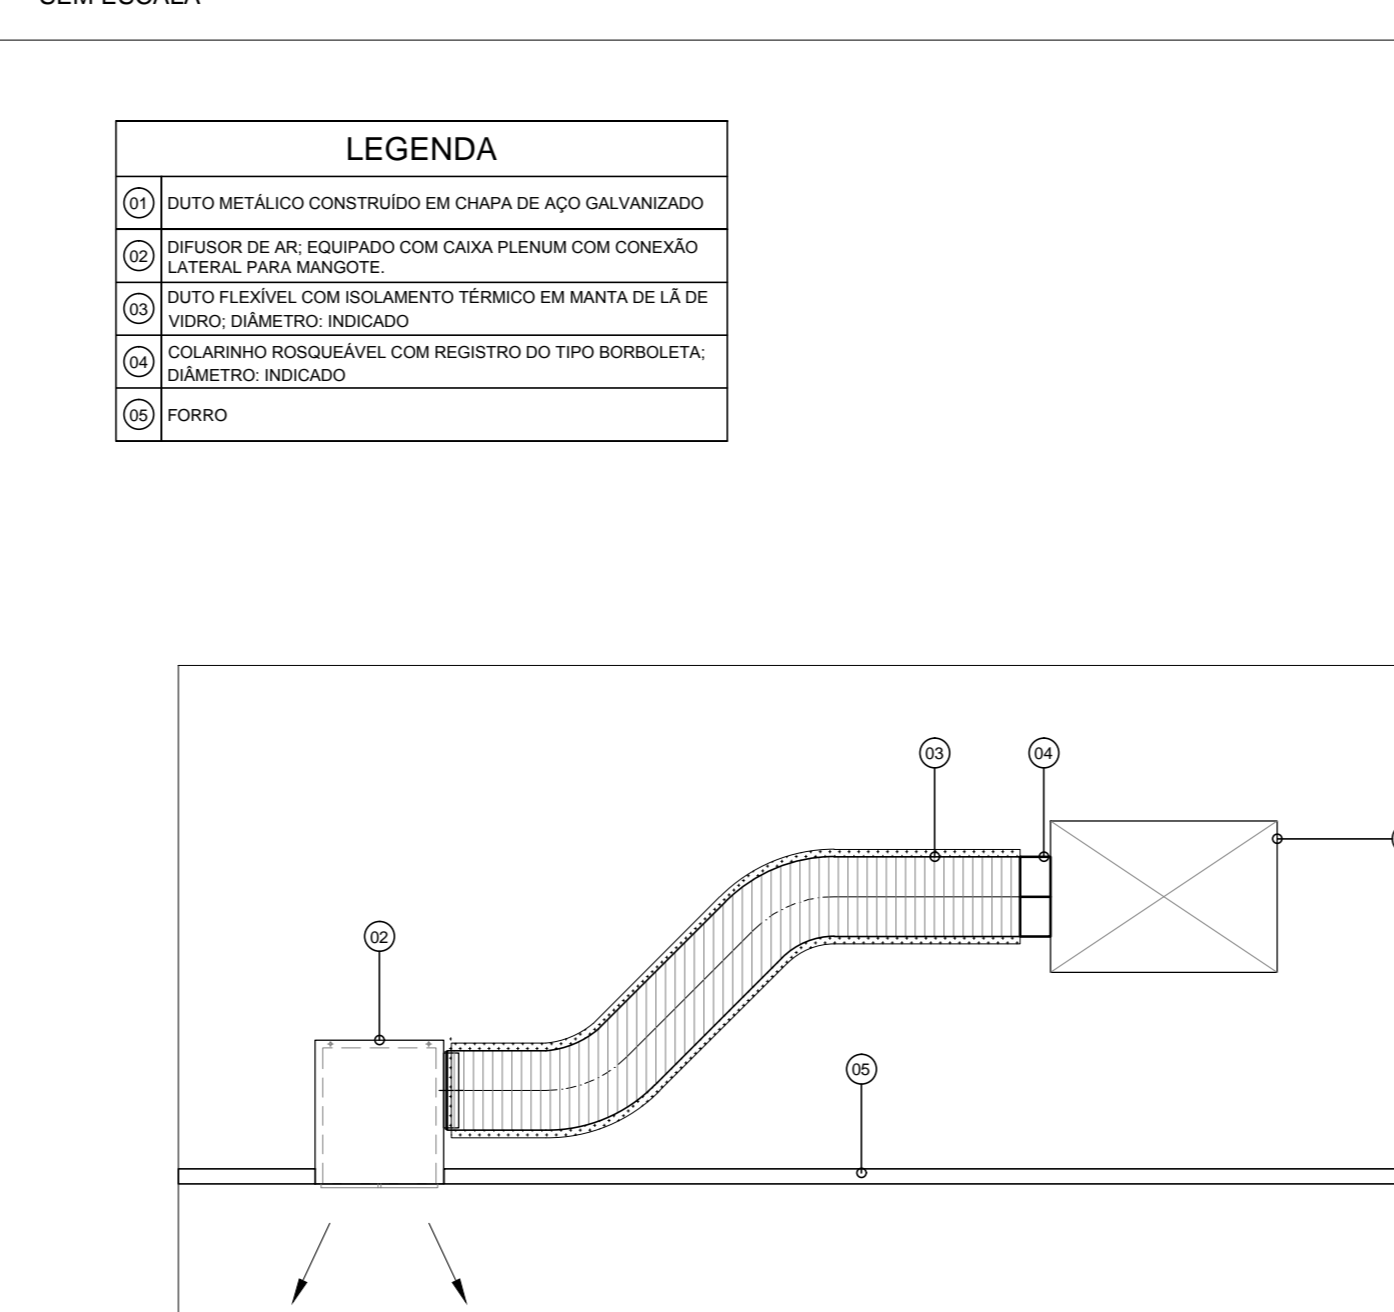 SEM ESCALA
LEGENDA
01 DUTO METÁLICO CONSTRUÍDO EM CHAPA DE AÇO GALVANIZADO
02 DIFUSOR DE AR; EQUIPADO COM CAIXA PLENUM COM CONEXÃO
LATERAL PARA MANGOTE.
03 DUTO FLEXÍVEL COM ISOLAMENTO TÉRMICO EM MANTA DE LÃ DE
VIDRO; DIÂMETRO: INDICADO
04 COLARINHO ROSQUEÁVEL COM REGISTRO DO TIPO BORBOLETA;
DIÂMETRO: INDICADO
05 FORRO
03 04
02
05